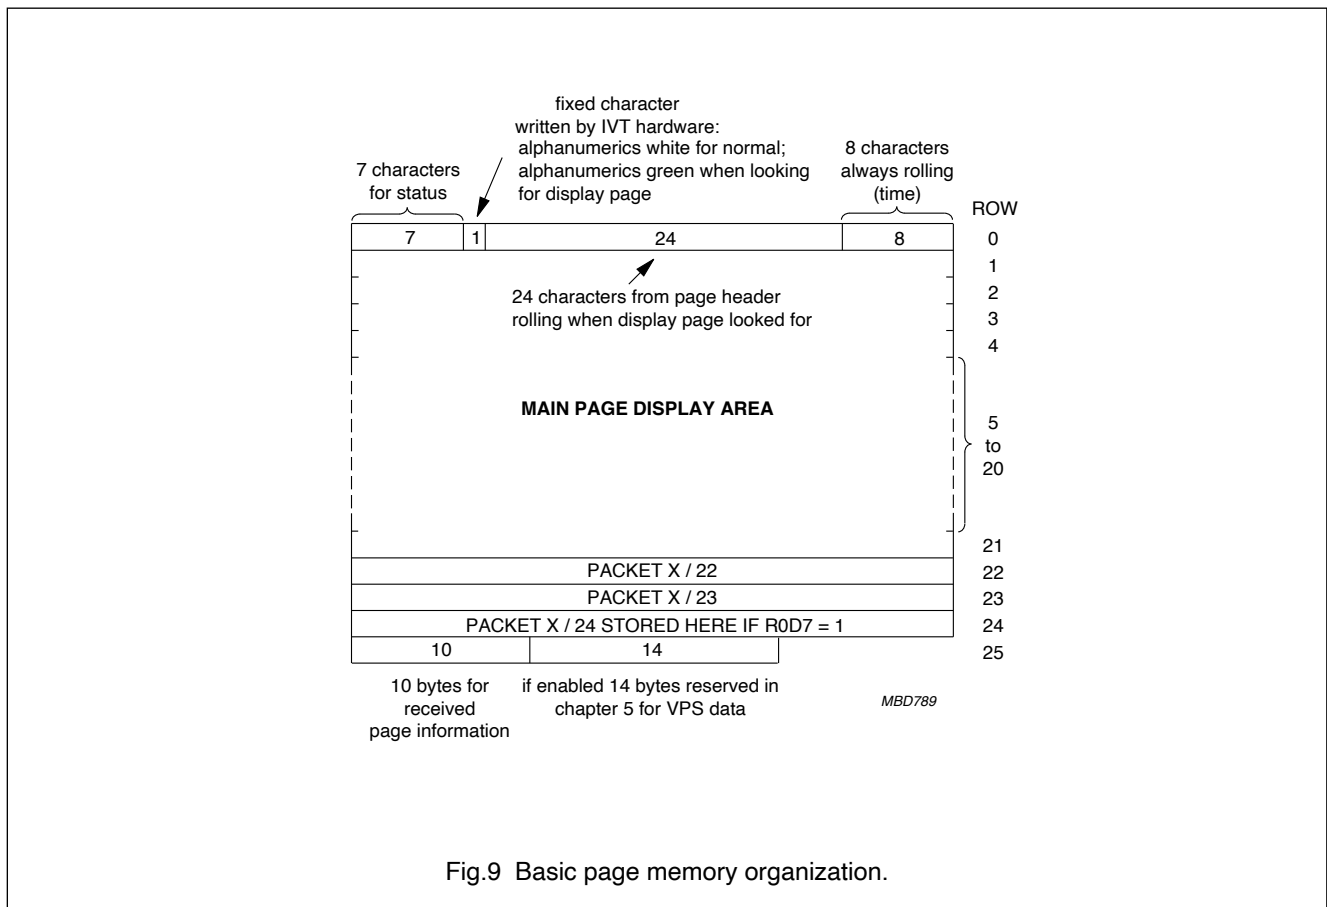 fixed character
written by IVT hardware:
alphanumerics white for normal;
alphanumerics green when looking
for display page
7 characters
for status
8 characters
always rolling
(time)
ROW
7 1 24 8 0
1
24 characters from page header
rolling when display page looked for
2
3
4
MAIN PAGE DISPLAY AREA
5
to
20
21
PACKET X / 22 22
PACKET X / 23 23
PACKET X / 24 STORED HERE IF R0D7 = 1 24
10 14 25
10 bytes for
received
page information
if enabled 14 bytes reserved in
chapter 5 for VPS data
MBD789
Fig.9 Basic page memory organization.